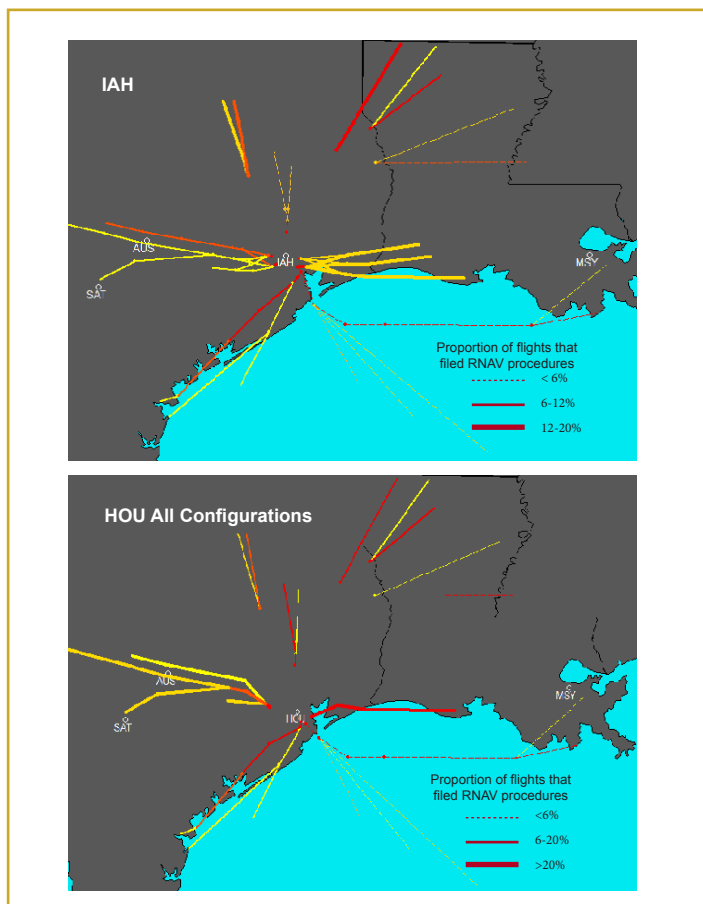 IAH
AUS
IAH
SAT
MSY
Proportion of flights that
filed RNAV procedures
< 6%
6-12%
12-20%
HOU All Configurations
AUS
SAT
HOU
MSY
Proportion of flights that
filed RNAV procedures
<6%
6-20%
>20%